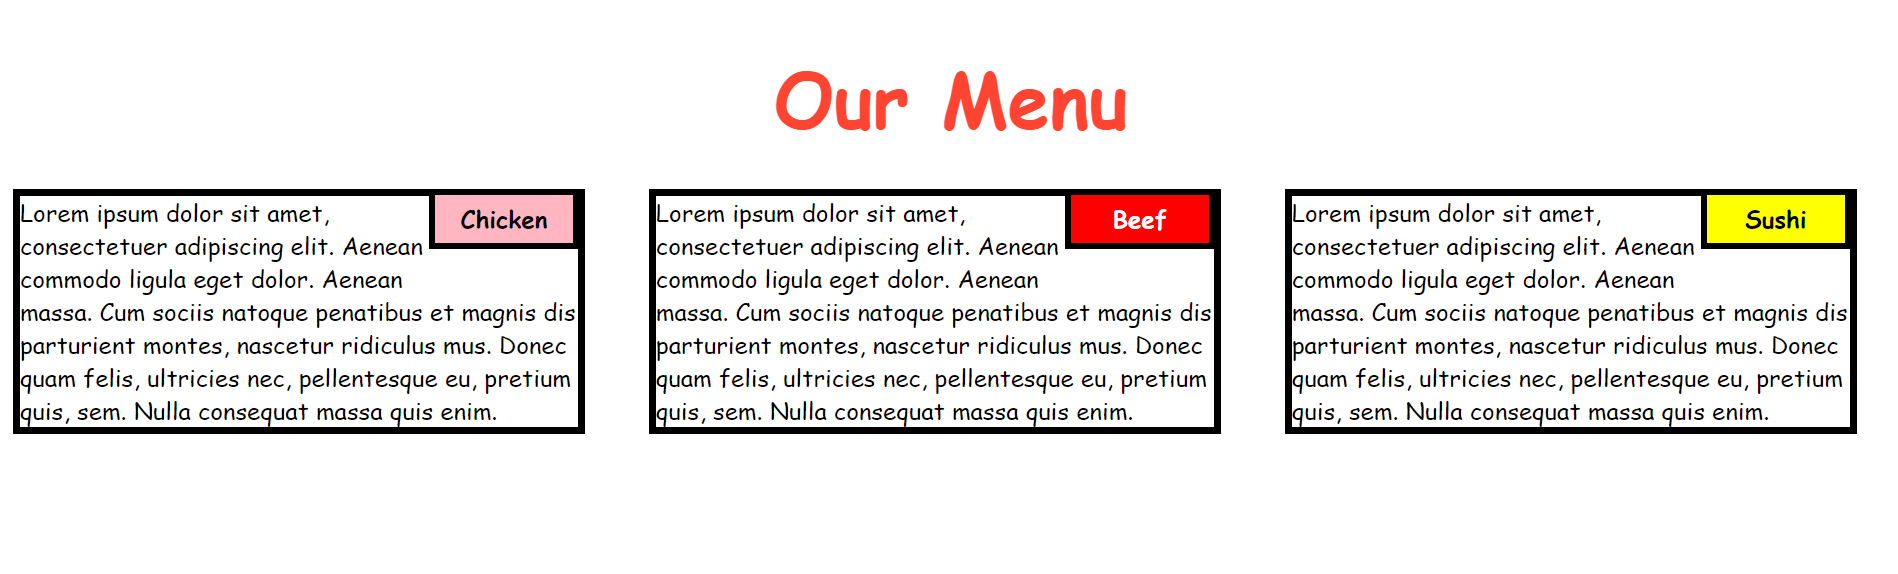 Our Menu
Chicken
Lorem ipsum dolor sit amet,
consectetuer adipiscing elit. Aenean
commodo ligula eget dolor. Aenean
massa. Cum sociis natoque penatibus et magnis dis
parturient montes, nascetur ridiculus mus. Donec
quam felis, ultricies nec, pellentesque eu, pretium
quis, sem. Nulla consequat massa quis enim.
Beef
Lorem ipsum dolor sit amet,
consectetuer adipiscing elit. Aenean
commodo ligula eget dolor. Aenean
massa. Cum sociis natoque penatibus et magnis dis
parturient montes, nascetur ridiculus mus. Donec
quam felis, ultricies nec, pellentesque eu, pretium
quis, sem. Nulla consequat massa quis enim.
Sushi
Lorem ipsum dolor sit amet,
consectetuer adipiscing elit. Aenean
commodo ligula eget dolor. Aenean
massa. Cum sociis natoque penatibus et magnis dis
parturient montes, nascetur ridiculus mus. Donec
quam felis, ultricies nec, pellentesque eu, pretium
quis, sem. Nulla consequat massa quis enim.